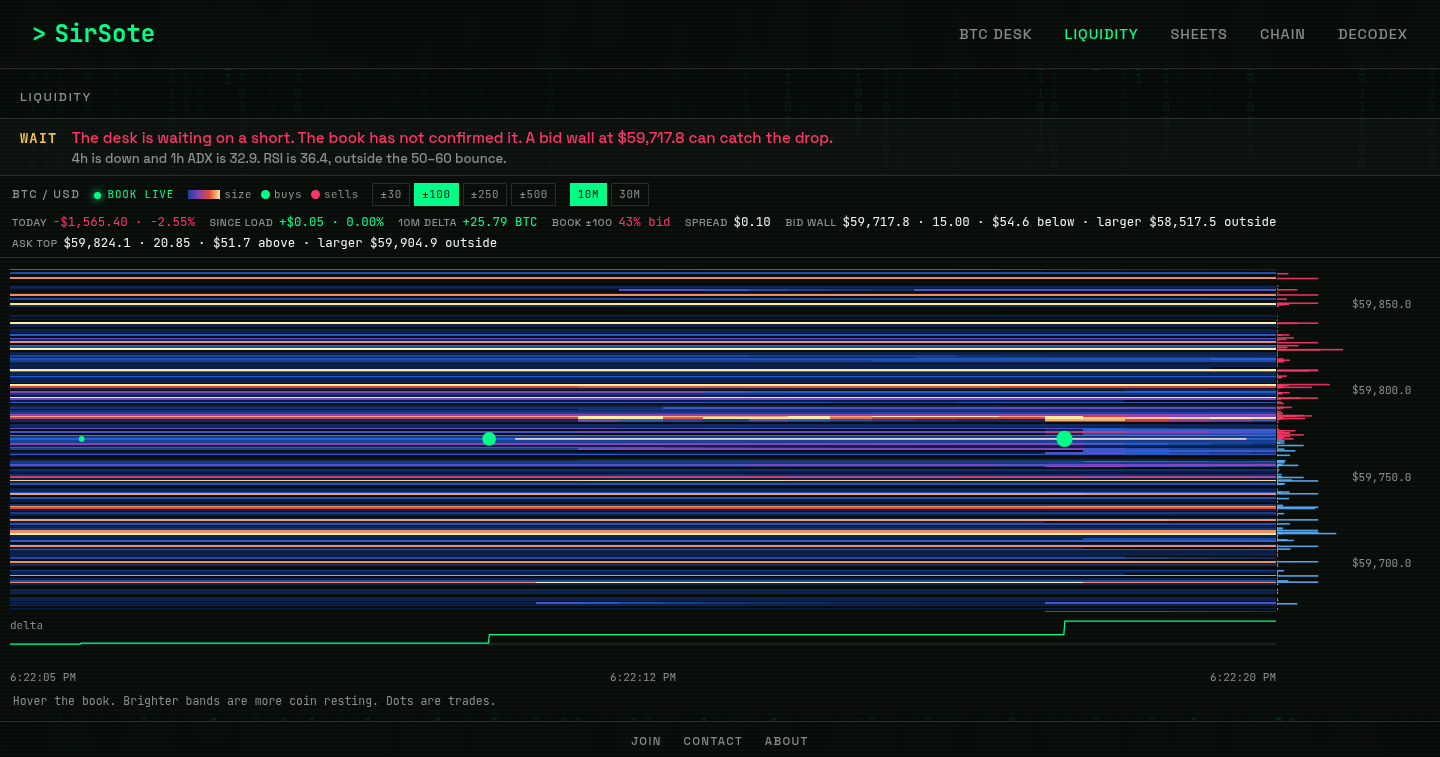 > SirSote
BTC DESK LIQUIDITY SHEETS CHAIN DECODEX
LIQUIDITY
WAIT The desk is waiting on a short. The book has not confirmed it. A bid wall at $59,717.8 can catch the drop.
4h is down and 1h ADX is 32.9. RSI is 36.4, outside the 50–60 bounce.
BTC / USD BOOK LIVE size buys sells ±30 ±100 ±250 ±500 10M 30M
TODAY -$1,565.40 · -2.55% SINCE LOAD +$0.05 · 0.00% 10M DELTA +25.79 BTC BOOK ±100 43% bid SPREAD $0.10 BID WALL $59,717.8 · 15.00 · $54.6 below · larger $58,517.5 outside
ASK TOP $59,824.1 · 20.85 · $51.7 above · larger $59,904.9 outside
$59,850.0
$59,800.0
$59,750.0
$59,700.0
delta
6:22:05 PM 6:22:12 PM 6:22:20 PM
Hover the book. Brighter bands are more coin resting. Dots are trades.
JOIN CONTACT ABOUT